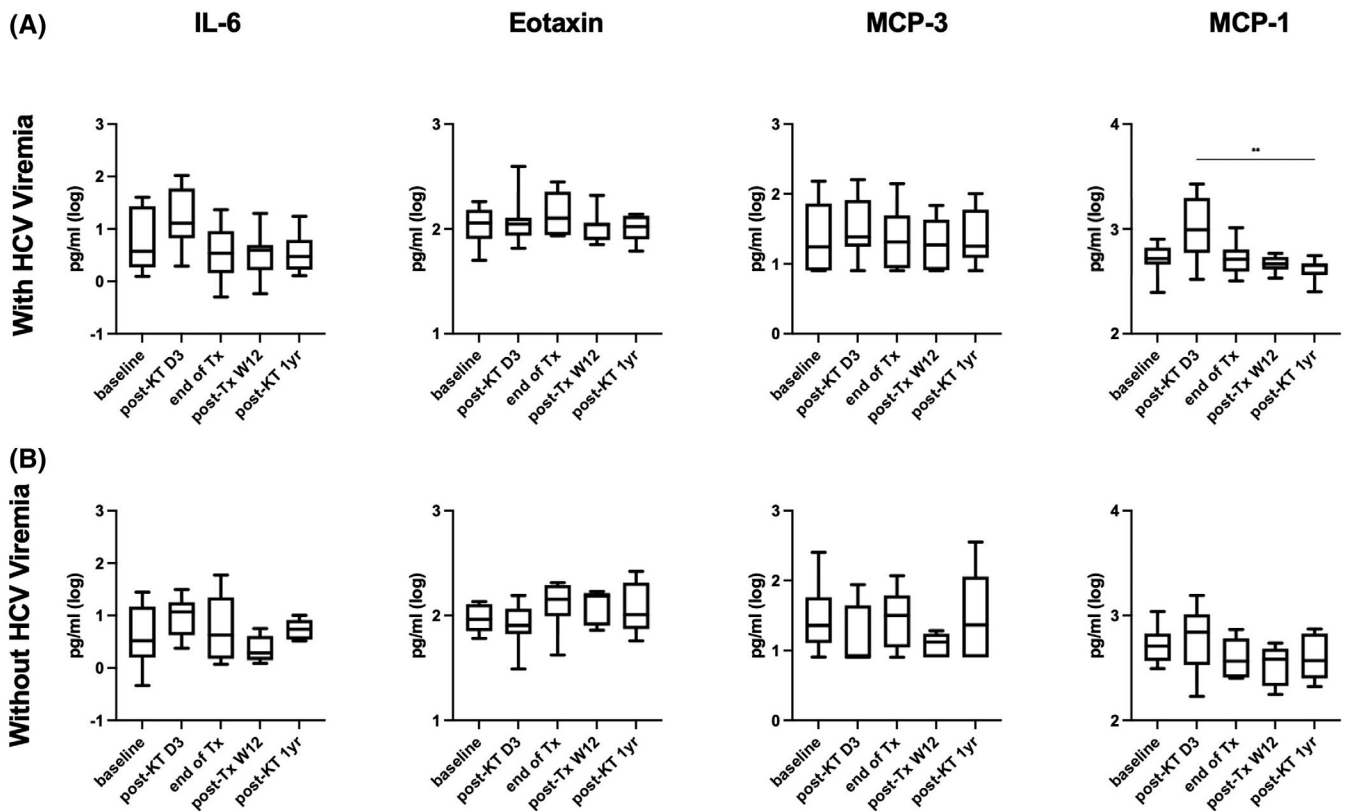 (A)
IL-6 Eotaxin MCP-3 MCP-1
With HCV Viremia
pg/ml (log)
3
2
1
0
-1
baseline
post-KT D3
end of Tx
post-Tx W12
post-KT 1yr
pg/ml (log)
3
2
1
baseline
post-KT D3
end of Tx
post-Tx W12
post-KT 1yr
pg/ml (log)
3
2
1
0
baseline
post-KT D3
end of Tx
post-Tx W12
post-KT 1yr
pg/ml (log)
4
3
2
**
baseline
post-KT D3
end of Tx
post-Tx W12
post-KT 1yr
(B)
Without HCV Viremia
pg/ml (log)
3
2
1
0
-1
baseline
post-KT D3
end of Tx
post-Tx W12
post-KT 1yr
pg/ml (log)
3
2
1
baseline
post-KT D3
end of Tx
post-Tx W12
post-KT 1yr
pg/ml (log)
3
2
1
0
baseline
post-KT D3
end of Tx
post-Tx W12
post-KT 1yr
pg/ml (log)
4
3
2
baseline
post-KT D3
end of Tx
post-Tx W12
post-KT 1yr